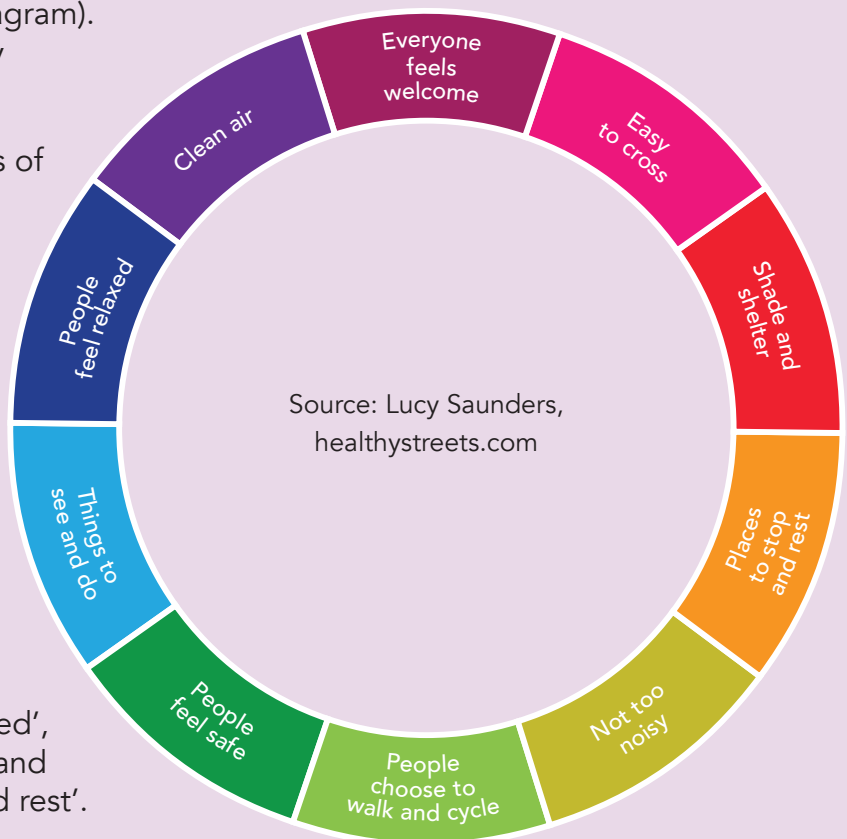 Everyone
feels
welcome
Easy
to cross
Shade and
shelter
Places
to stop
and rest
Not too
noisy
People
choose to
walk and cycle
People
feel safe
Things to
see and do
People
feel relaxed
Clean air
Source: Lucy Saunders,
healthystreets.com
s of
and
rest’.